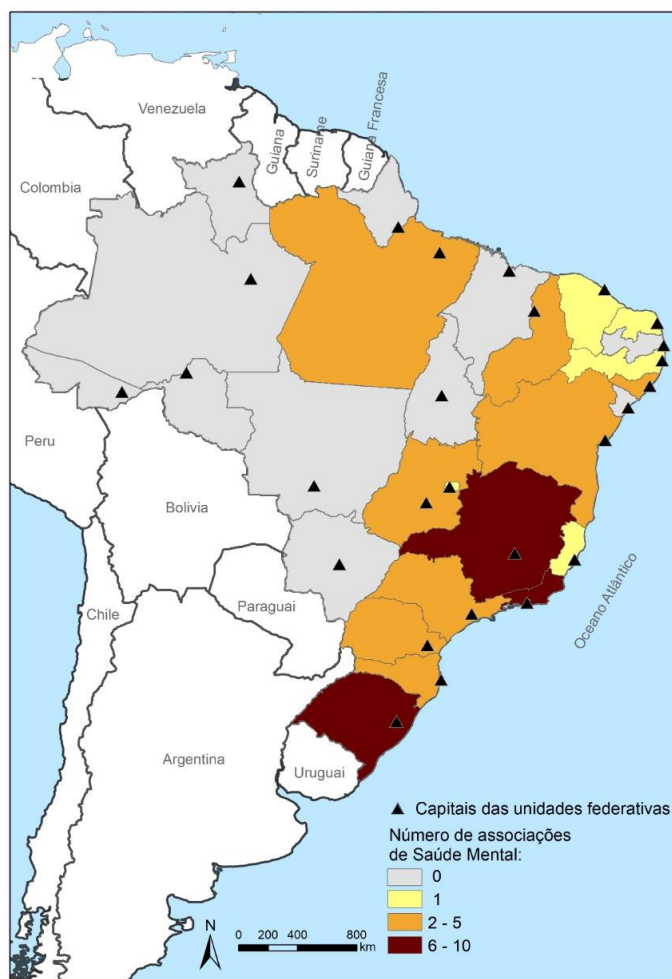 Venezuela
Guiana
Suriname
Guiana Francesa
Colombia
Peru
Bolivia
Paraguai
Chile
Oceano Atlântico
Argentina
Uruguai
Capitais das unidades federativas
Número de associações
de Saúde Mental:
0
1
2 - 5
6 - 10
N
0 200 400 800
km